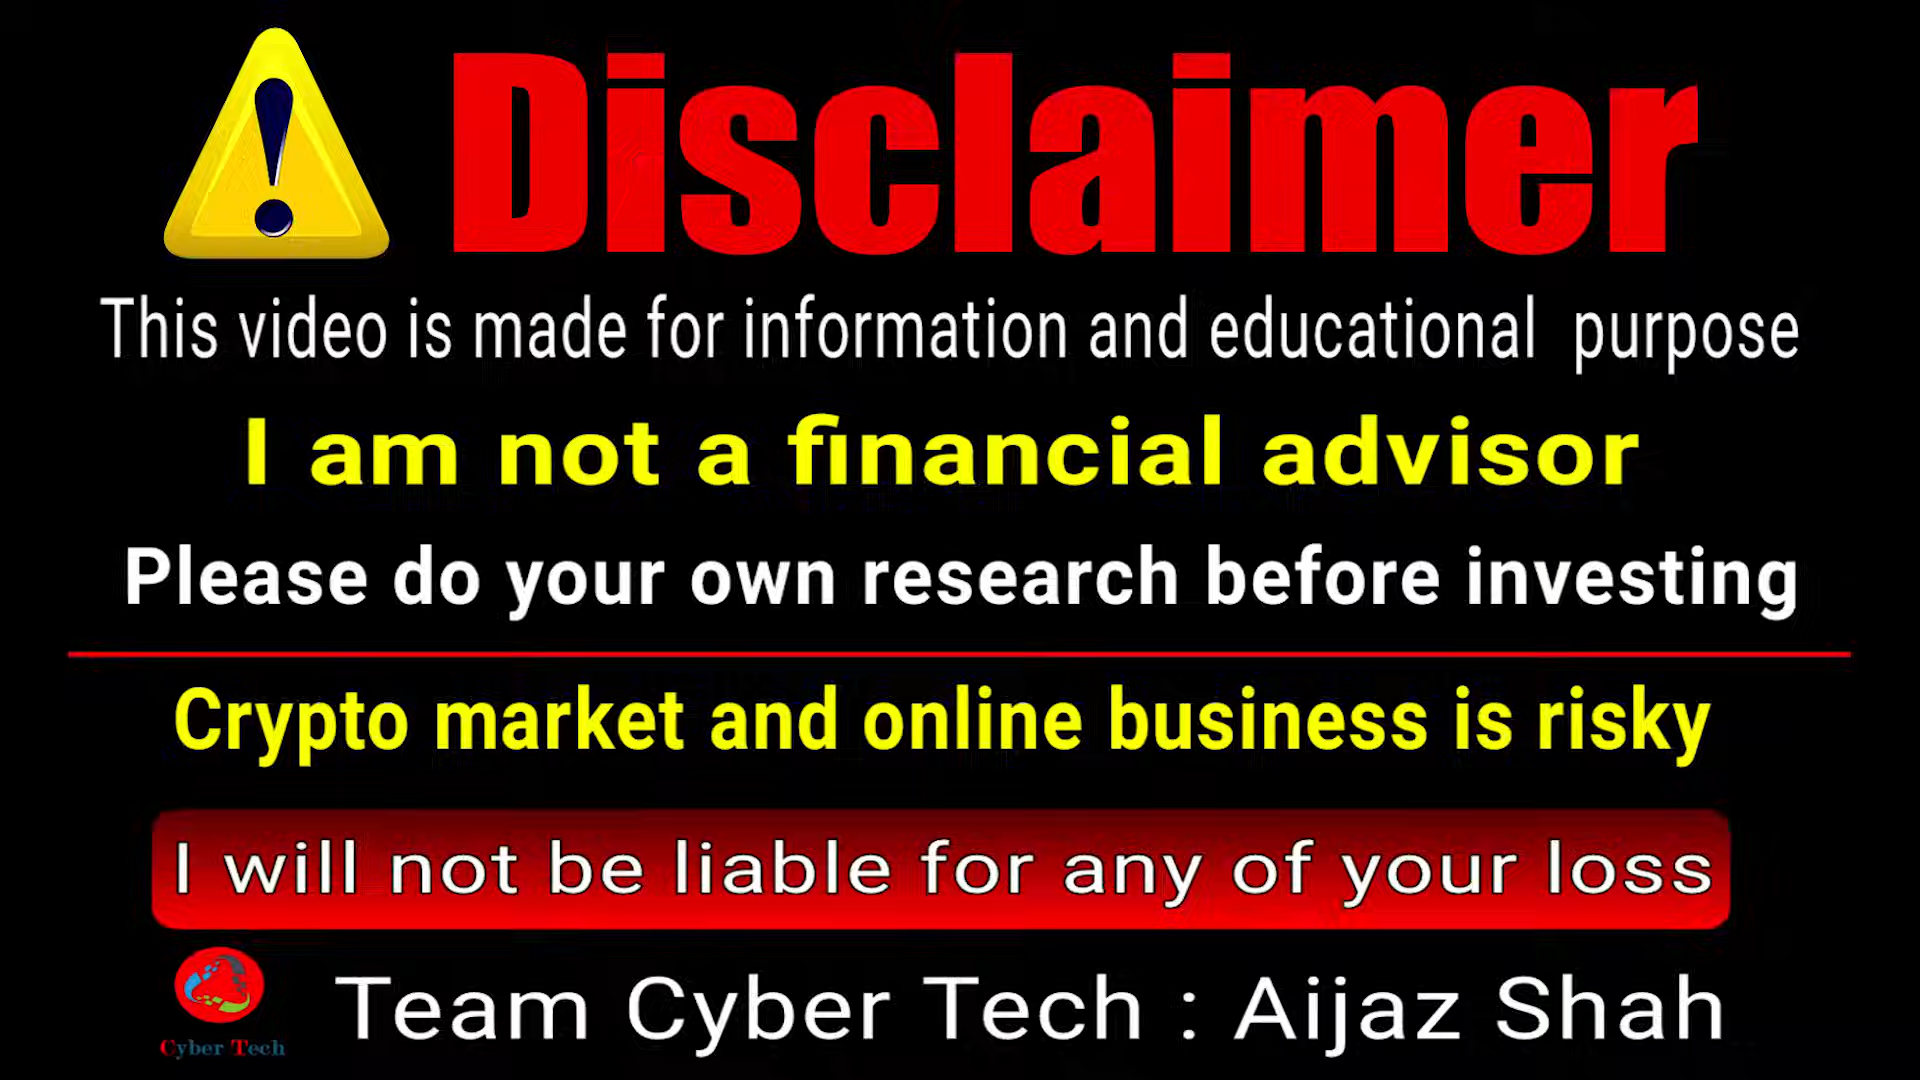 Disclaimer
This video is made for information and educational purpose
I am not a financial advisor
Please do your own research before investing
Crypto market and online business is risky
I will not be liable for any of your loss
Team Cyber Tech : Aijaz Shah
Cyber Tech